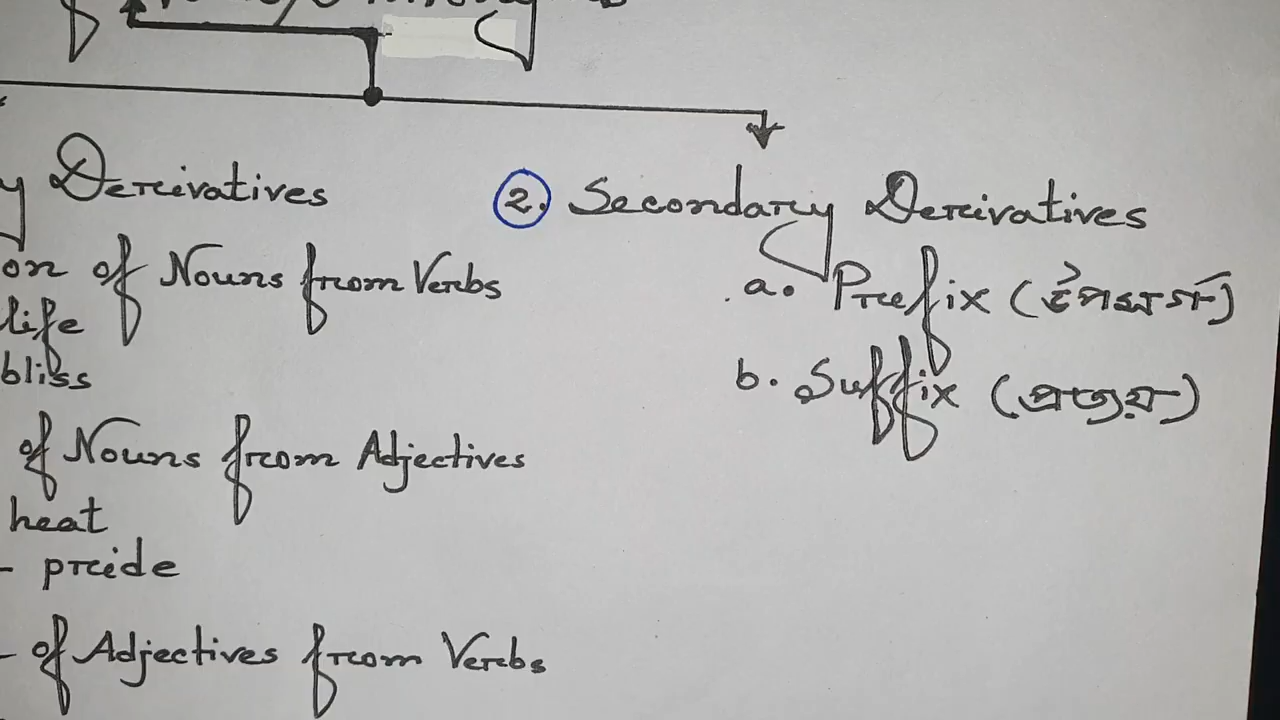 Derivatives
2. Secondary Derivatives
on of Nouns from Verbs
a. Prefix (উপসর্গ)
life
bliss
b. Suffix (প্রত্যয়)
of Nouns from Adjectives
heat
- pride
- of Adjectives from Verbs